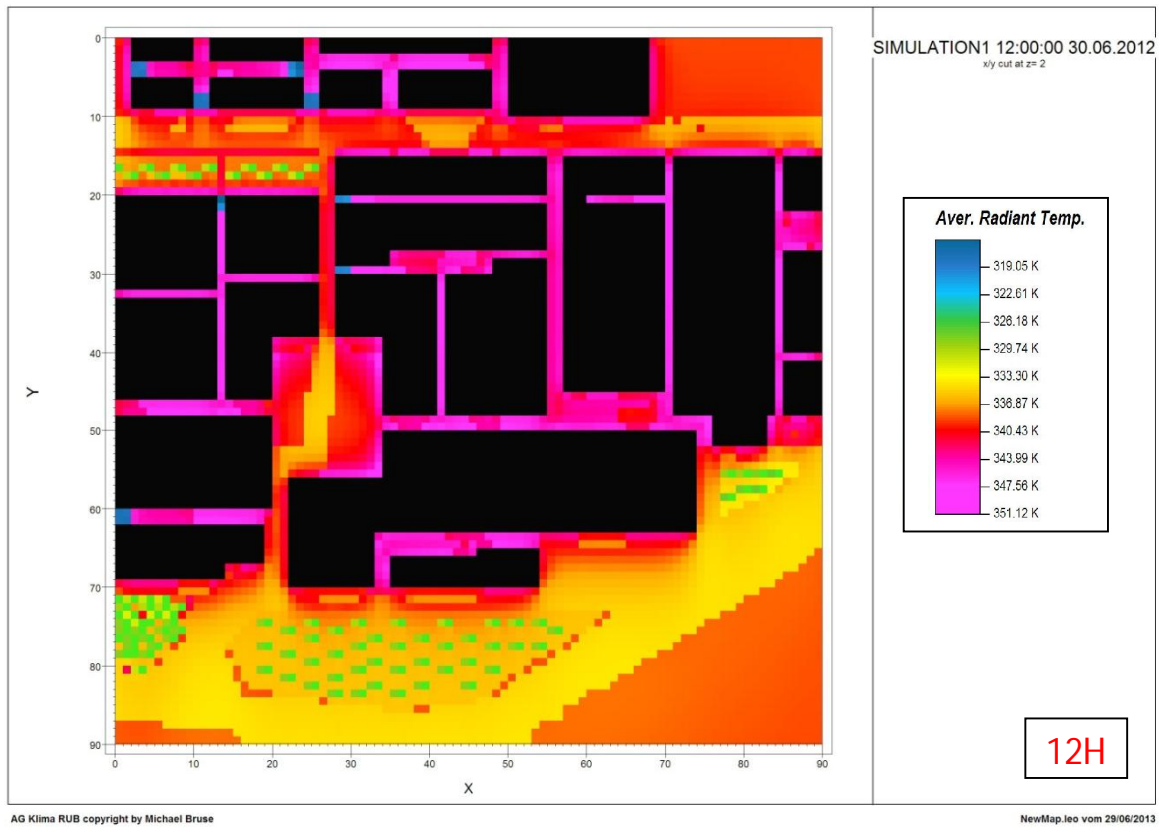 SIMULATION1 12:00:00 30.06.2012
x/y cut at z= 2
0
10
20
30
40
50
60
70
80
90
Y
0 10 20 30 40 50 60 70 80 90
X
Aver. Radiant Temp.
319.05 K
322.61 K
326.18 K
329.74 K
333.30 K
336.87 K
340.43 K
343.99 K
347.56 K
351.12 K
12H
AG Klima RUB copyright by Michael Bruse
NewMap.leo vom 29/06/2013